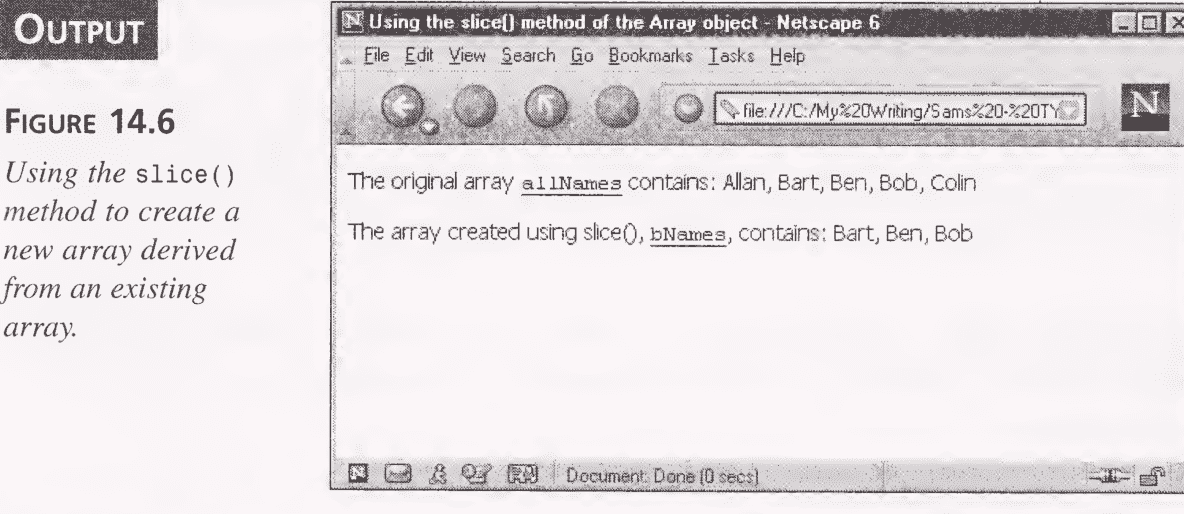 OUTPUT
FIGURE 14.6
Using the slice()
method to create a
new array derived
from an existing
array.
Using the slice() method of the Array object - Netscape 6
File Edit View Search Go Bookmarks Tasks Help
file:///C:/My%20Writing/Sams%20-%20TY
N
The original array allNames contains: Allan, Bart, Ben, Bob, Colin
The array created using slice(), bNames, contains: Bart, Ben, Bob
Document: Done (0 secs)